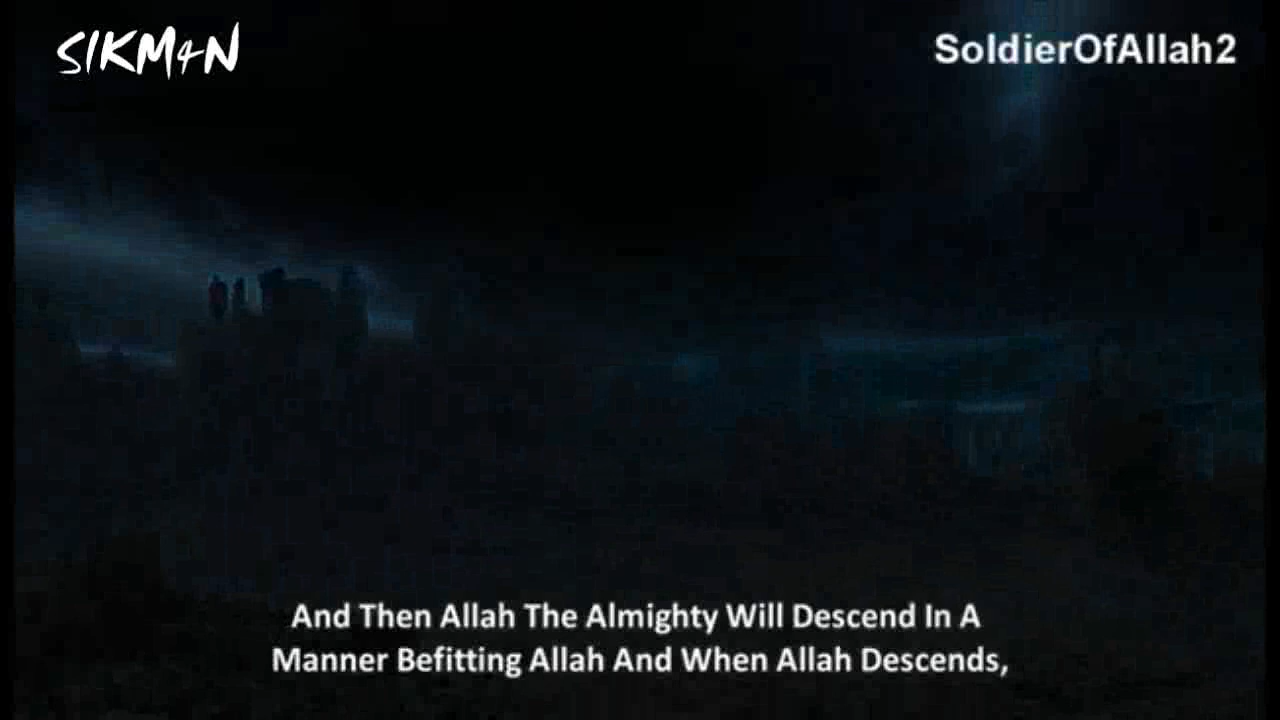 SIKM4N
SoldierOfAllah2
And Then Allah The Almighty Will Descend In A
Manner Befitting Allah And When Allah Descends,